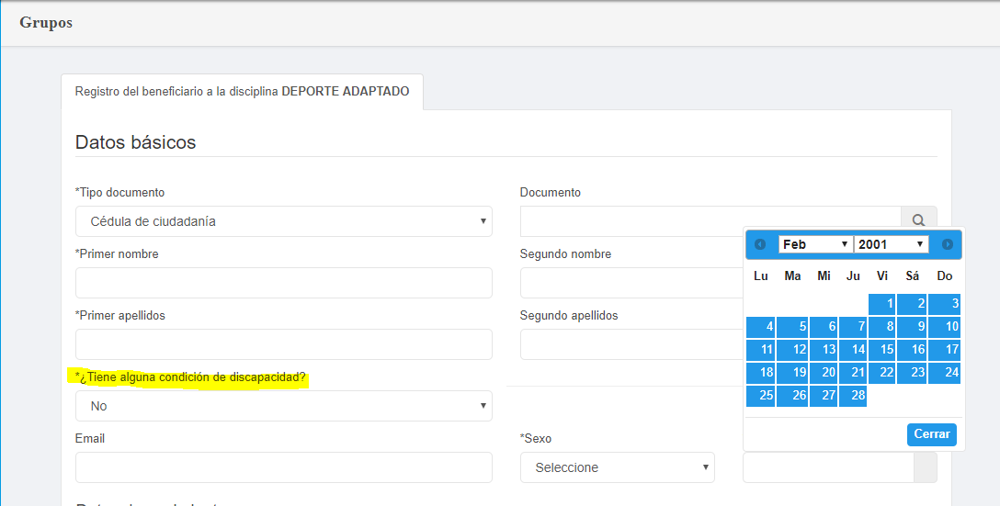 Grupos
Registro del beneficiario a la disciplina DEPORTE ADAPTADO
Datos básicos
*Tipo documento
Documento
Cédula de ciudadanía
*Primer nombre
Segundo nombre
*Primer apellidos
Segundo apellidos
*¿Tiene alguna condición de discapacidad?
No
Email
*Sexo
Seleccione
Feb 2001
Lu Ma Mi Ju Vi Sá Do
1 2 3
4 5 6 7 8 9 10
11 12 13 14 15 16 17
18 19 20 21 22 23 24
25 26 27 28
Cerrar